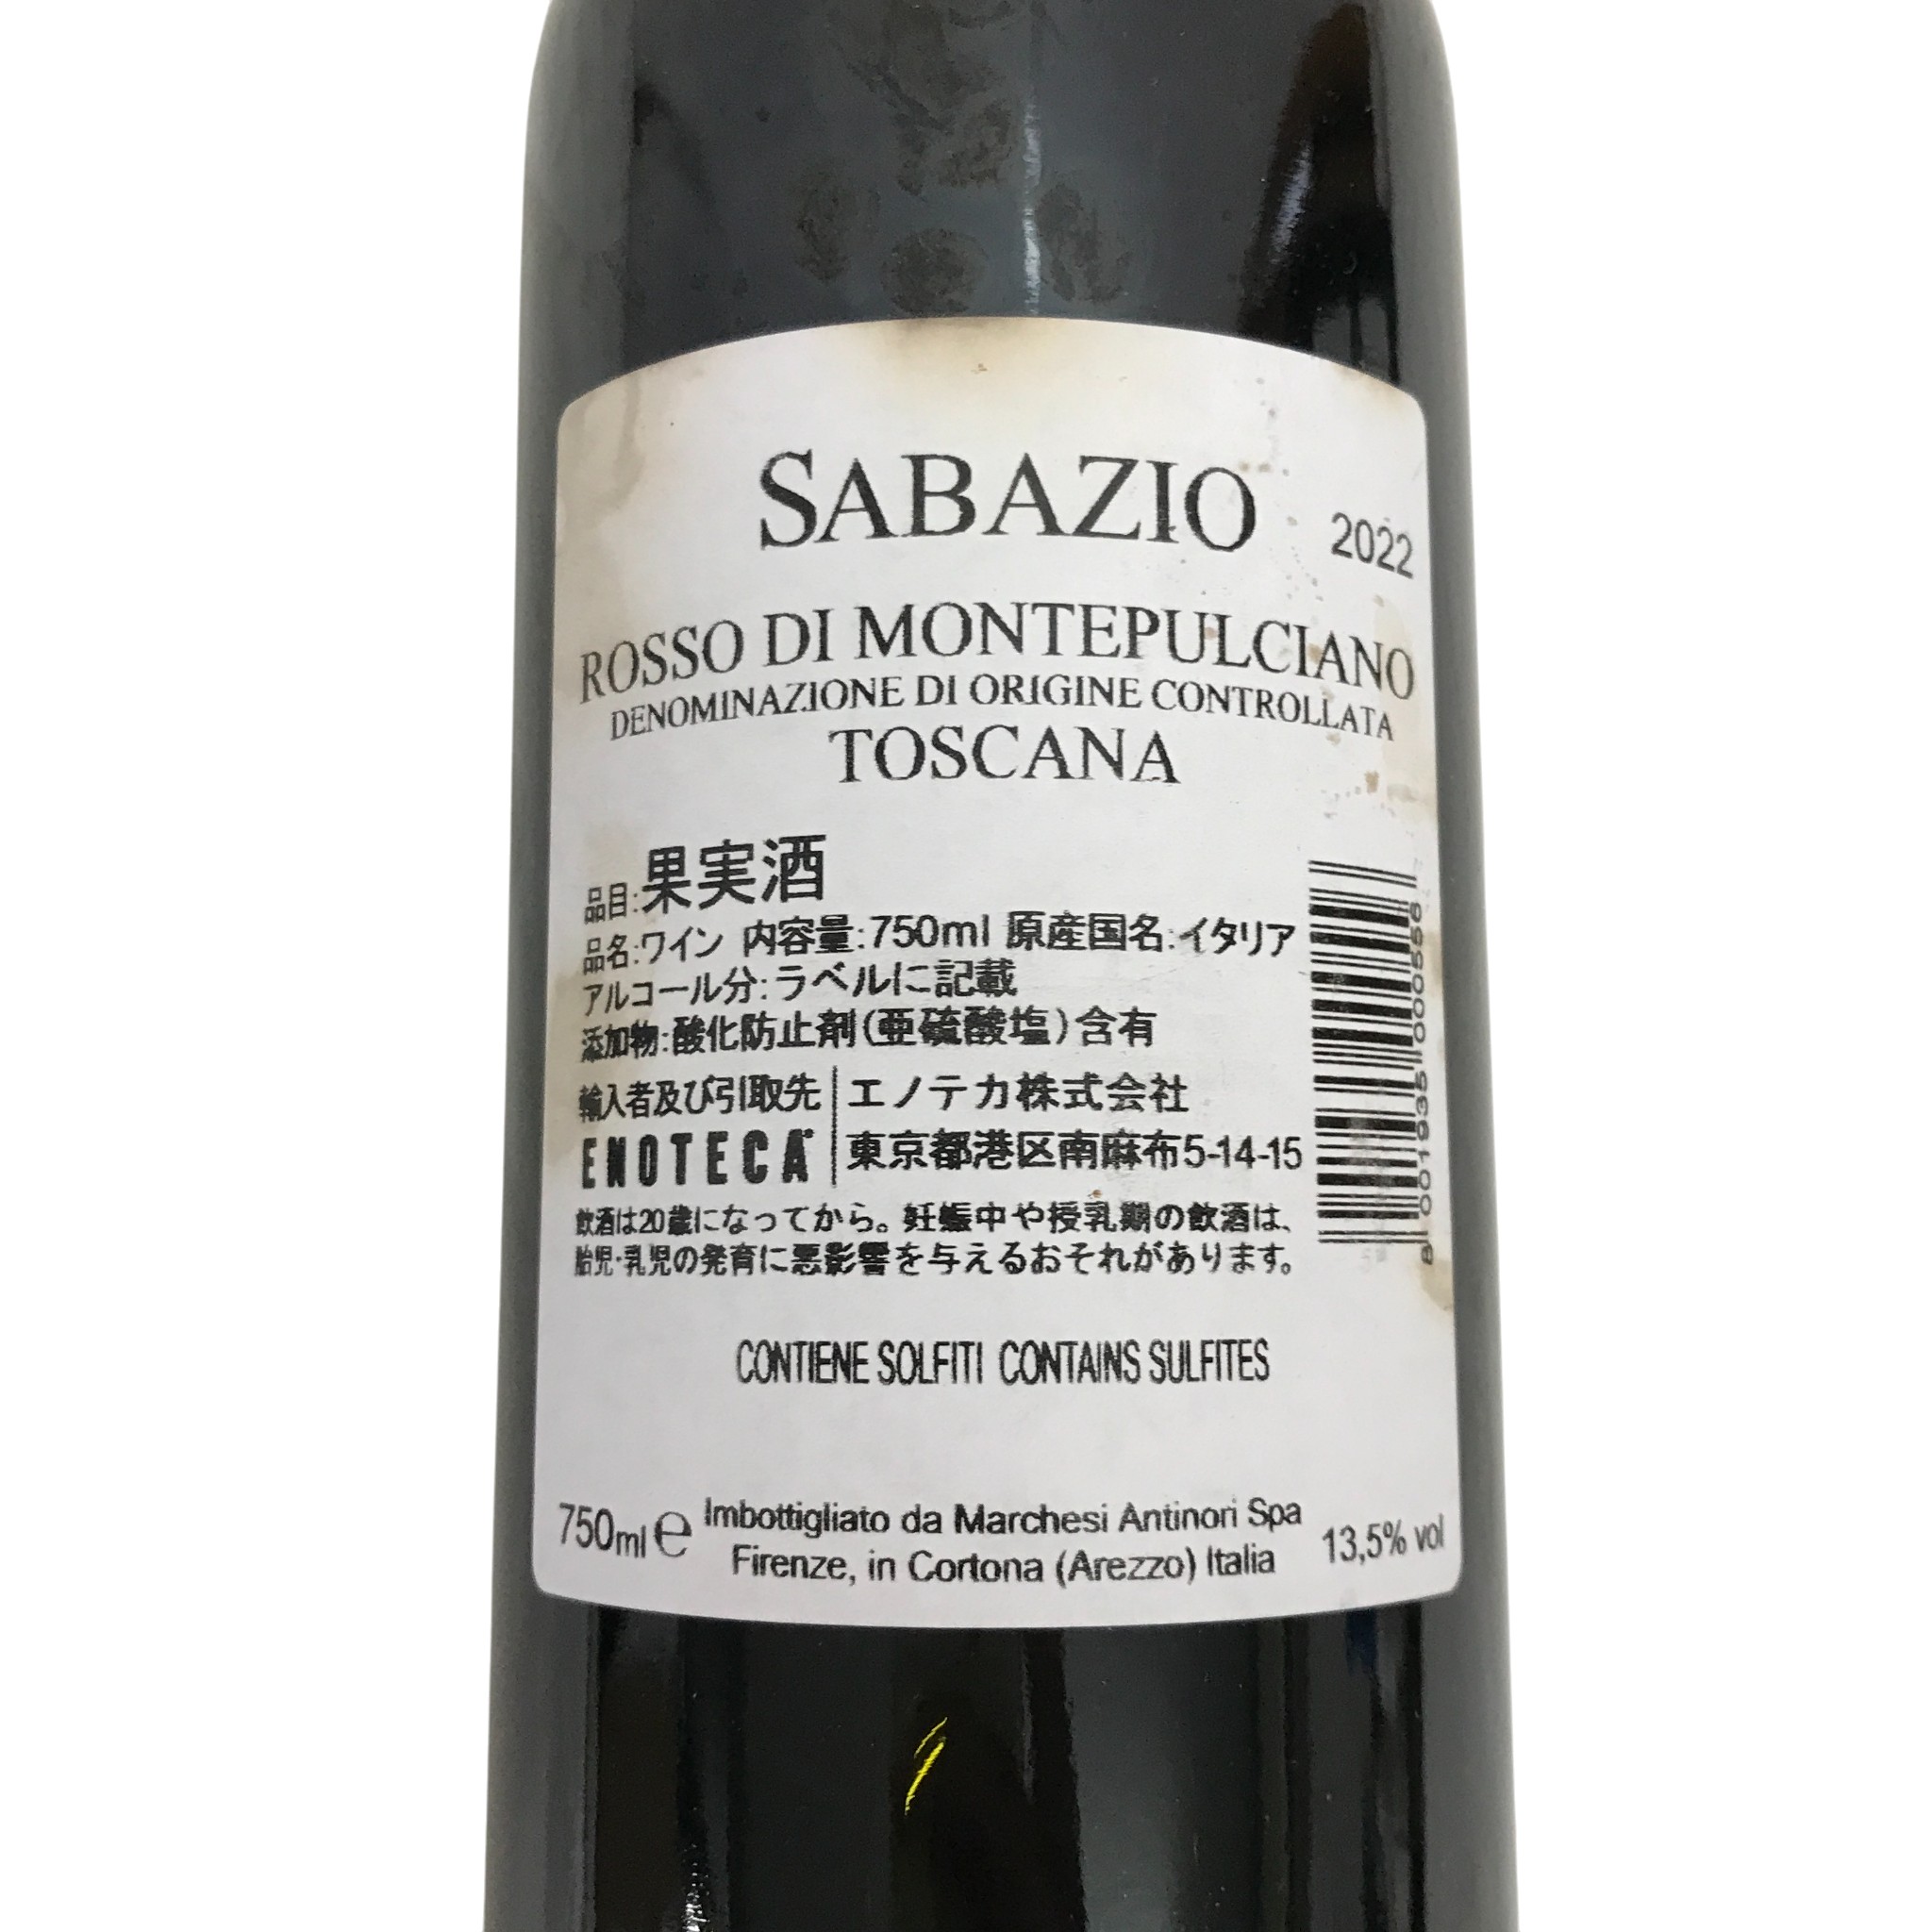 SABAZIO 2022
ROSSO DI MONTEPULCIANO
DENOMINAZIONE DI ORIGINE CONTROLLATA
TOSCANA
品目:果実酒
品名:ワイン 内容量:750ml 原産国名:イタリア
アルコール分:ラベルに記載
添加物:酸化防止剤(亜硫酸塩)含有
輸入者及び引取先 エノテカ株式会社
ENOTECA 東京都港区南麻布5-14-15
飲酒は20歳になってから。妊娠中や授乳期の飲酒は、
胎児・乳児の発育に悪影響を与えるおそれがあります。
8 001935 000556
CONTIENE SOLFITI CONTAINS SULFITES
750ml e Imbottigliato da Marchesi Antinori Spa
Firenze, in Cortona (Arezzo) Italia 13,5% vol